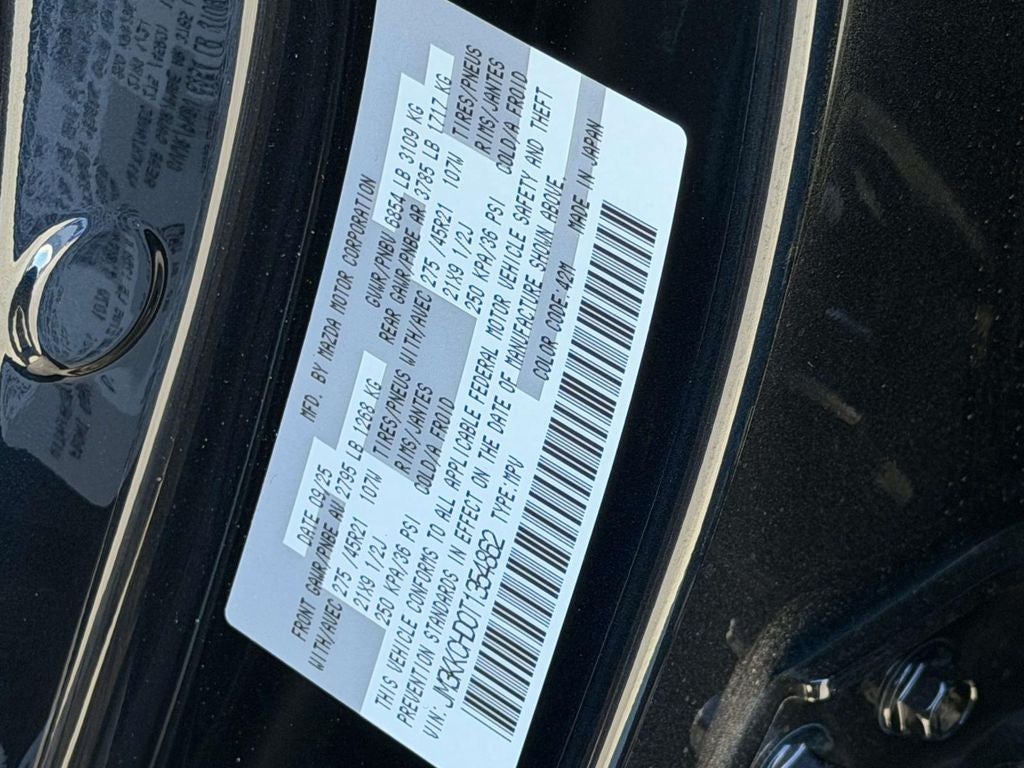 MFD. BY MAZDA MOTOR CORPORATION
DATE 09/25
GVWR/PNBV 6854 LB 3109 KG
FRONT GAWR/PNBE AV 2795 LB 1268 KG
REAR GAWR/PNBE AR 3785 LB 1717 KG
WITH/AVEC 275 /45R21 107W TIRES/PNEUS WITH/AVEC 275 /45R21 107W TIRES/PNEUS
21X9 1/2J RIMS/JANTES 21X9 1/2J RIMS/JANTES
250 KPA/36 PSI COLD/A FROID 250 KPA/36 PSI COLD/A FROID
THIS VEHICLE CONFORMS TO ALL APPLICABLE FEDERAL MOTOR VEHICLE SAFETY AND THEFT
PREVENTION STANDARDS IN EFFECT ON THE DATE OF MANUFACTURE SHOWN ABOVE.
VIN: JM3KKCHD0T1354862 TYPE:MPV COLOR CODE:42M MADE IN JAPAN